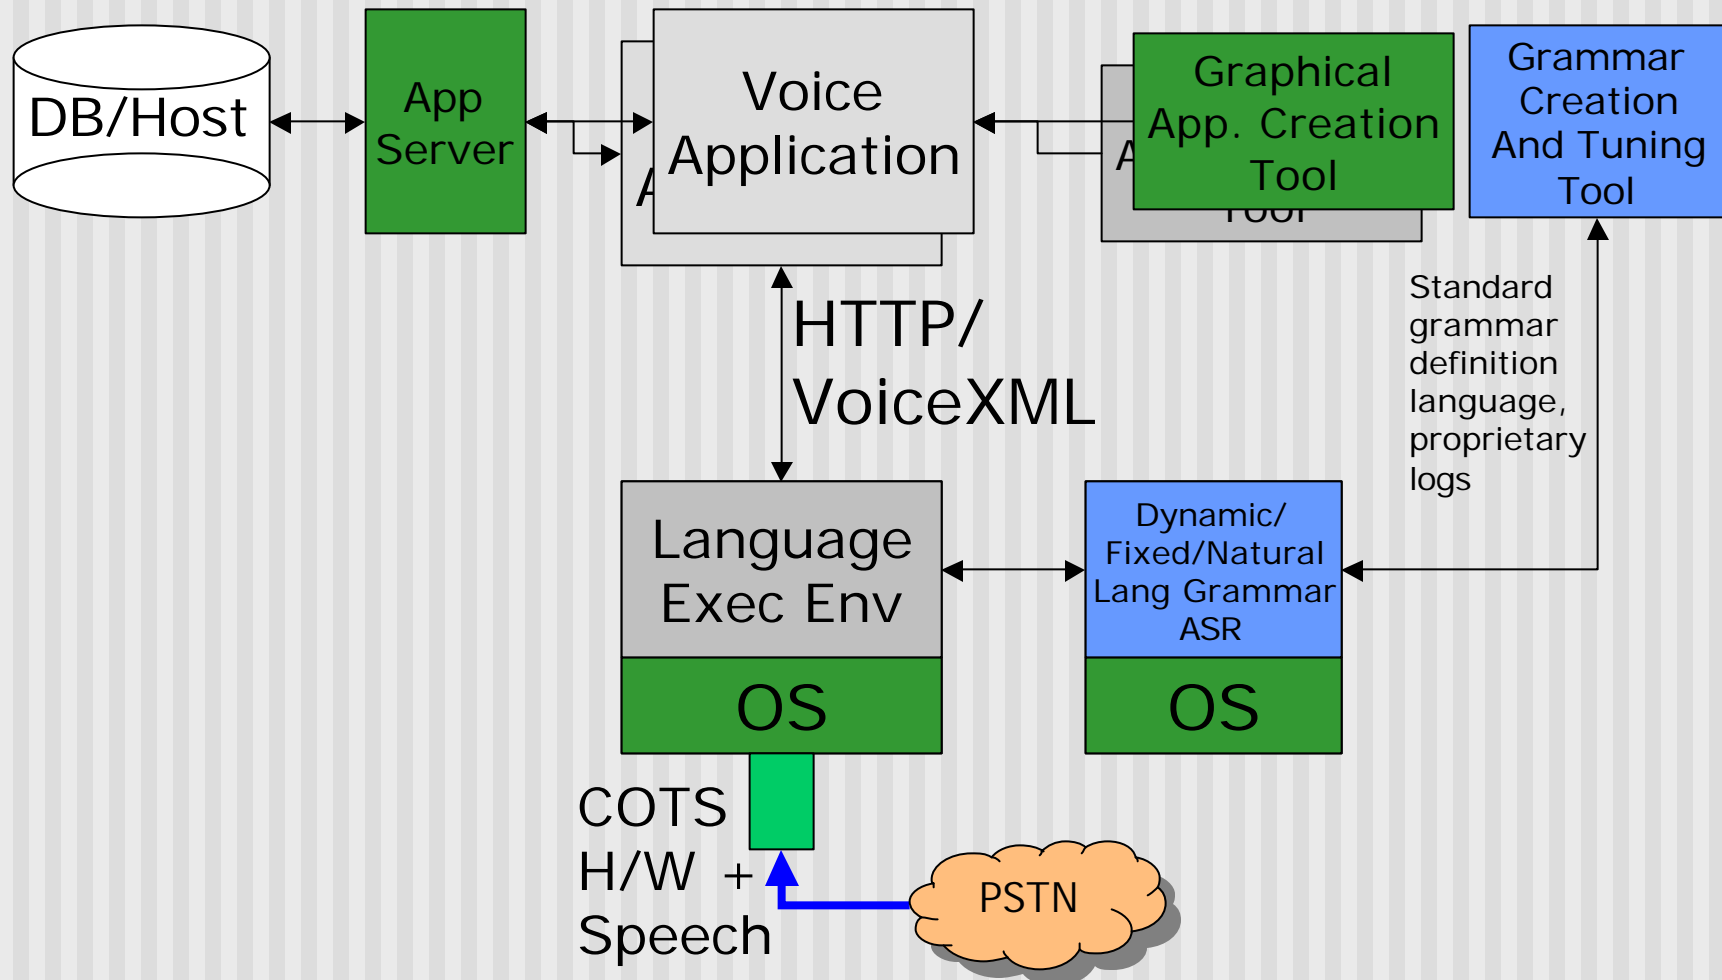 DB/Host
App
Server
Voice
Application
A
Graphical
App. Creation
Tool
A
Tool
Grammar
Creation
And Tuning
Tool
HTTP/
VoiceXML
Standard
grammar
definition
language,
proprietary
logs
Language
Exec Env
OS
Dynamic/
Fixed/Natural
Lang Grammar
ASR
OS
COTS
H/W +
Speech
PSTN